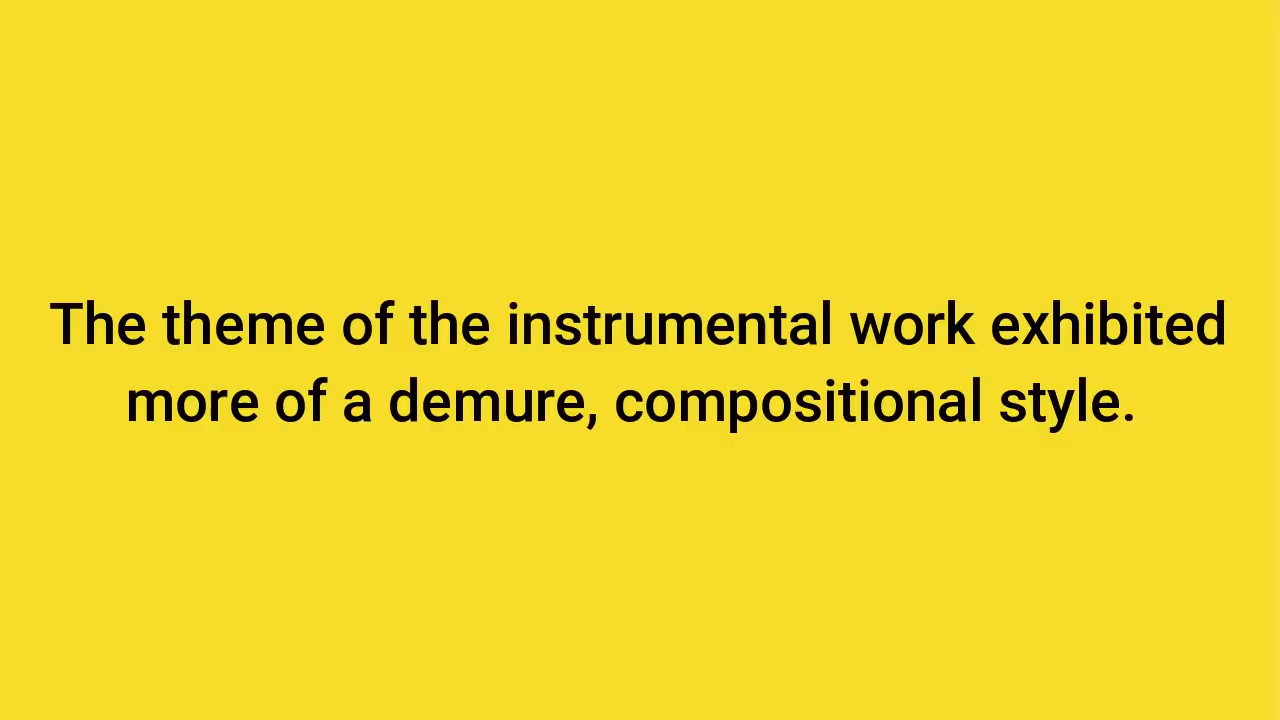 The theme of the instrumental work exhibited
more of a demure, compositional style.